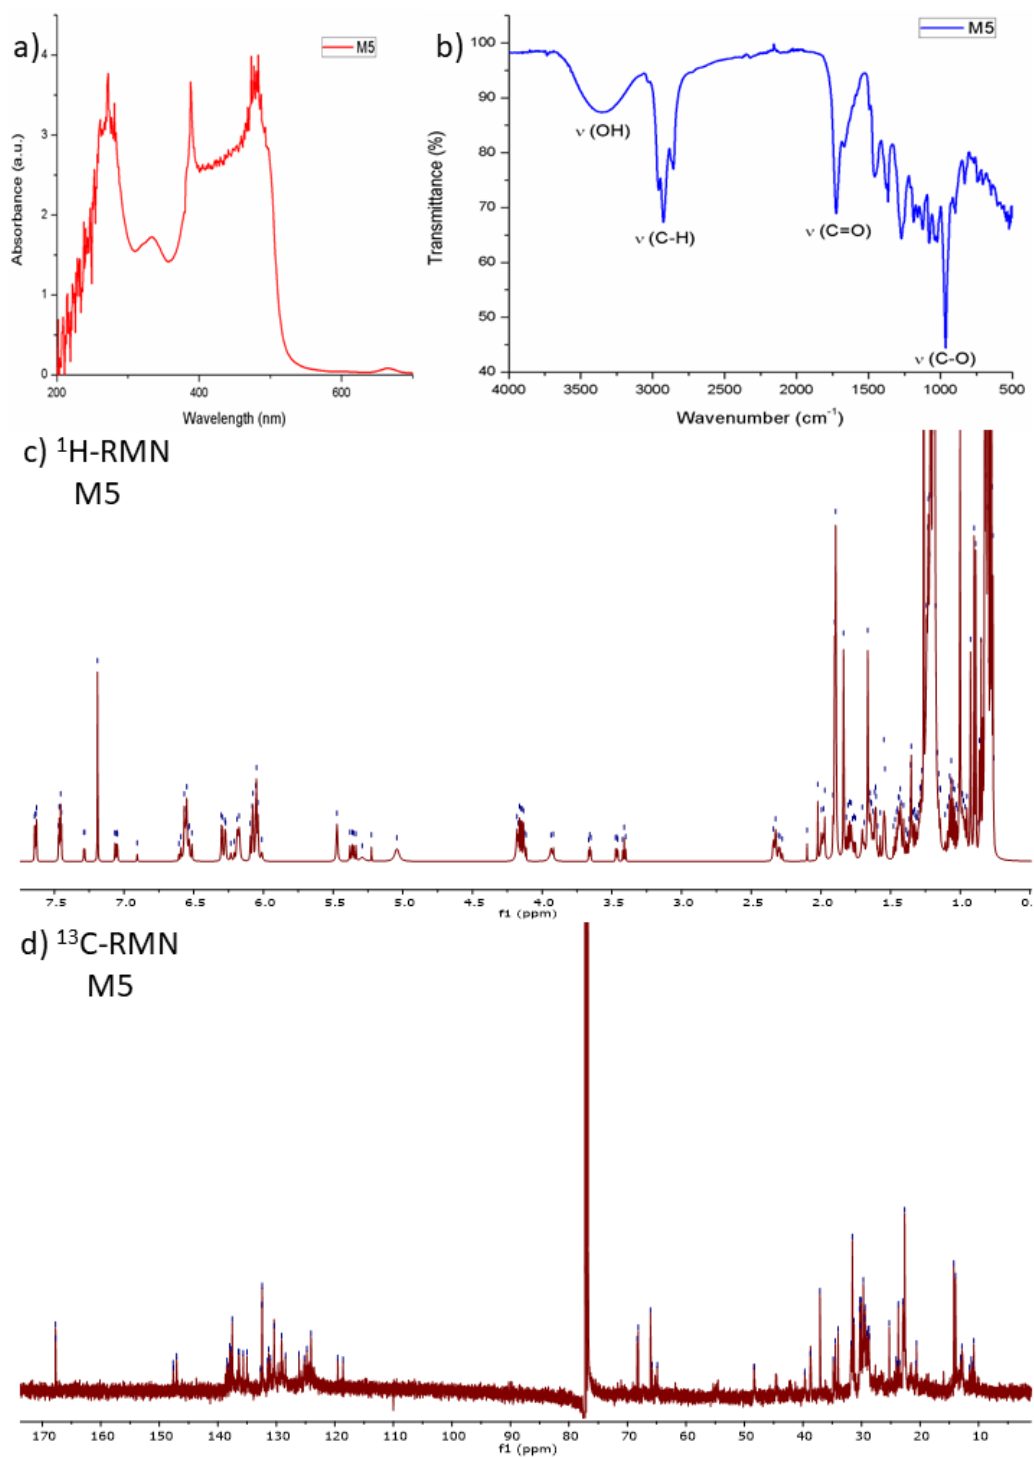 a)
M5
4
3
2
1
0
200
400
600
Absorbance (a.u.)
Wavelength (nm)
b)
M5
100
90
80
70
60
50
40
ν (OH)
ν (C-H)
ν (C=O)
ν (C-O)
4000 3500 3000 2500 2000 1500 1000 500
Transmittance (%)
Wavenumber (cm⁻¹)
c) ¹H-RMN
M5
7.5 7.0 6.5 6.0 5.5 5.0 4.5 4.0 3.5 3.0 2.5 2.0 1.5 1.0 0.
f1 (ppm)
d) ¹³C-RMN
M5
170 160 150 140 130 120 110 100 90 80 70 60 50 40 30 20 10
f1 (ppm)